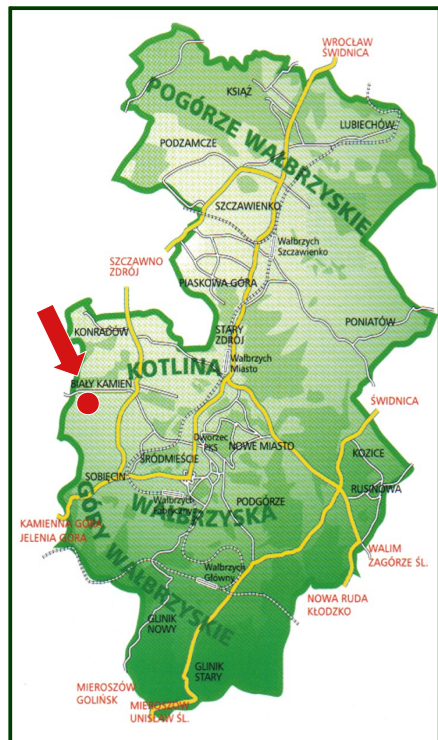 WROCŁAW
ŚWIDNICA
KSIĄŻ
POGÓRZE WAŁBRZYSKIE
LUBIECHÓW
PODZAMCZE
SZCZAWIENKO
Wałbrzych
Szczawienko
SZCZAWNO
ZDRÓJ
PIASKOWA GÓRA
KONRADÓW
STARY
ZDRÓJ
PONIATÓW
KOTLINA
Wałbrzych
Miasto
BIAŁY KAMIEŃ
ŚWIDNICA
Dworzec
PKS
NOWE MIASTO
KOZICE
ŚRÓDMIEŚCIE
SOBIĘCIN
RUSINOWA
Wałbrzych
Fabryczny
PODGÓRZE
WAŁBRZYSKA
KAMIENNA GÓRA
JELENIA GÓRA
GÓRY WAŁBRZYSKIE
WALIM
ZAGÓRZE ŚL.
Wałbrzych
Główny
NOWA RUDA
KŁODZKO
GLINIK
NOWY
GLINIK
STARY
MIEROSZÓW
GOLIŃSK
MIEROSZÓW
UNISŁAW ŚL.